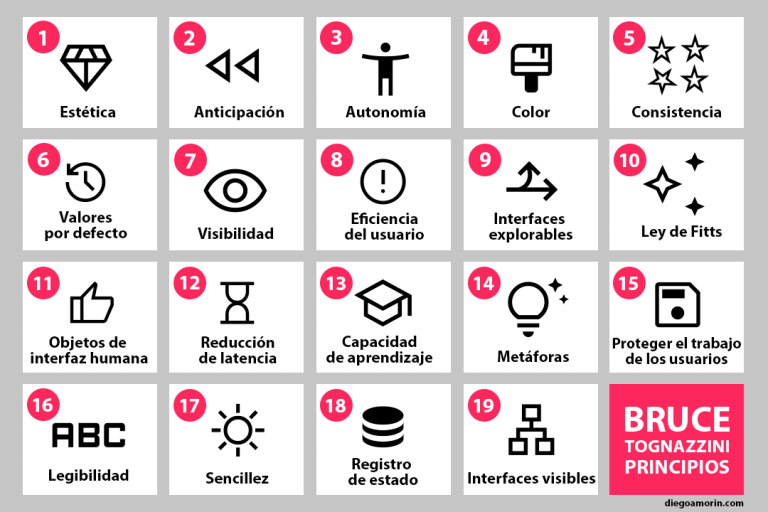 1
Estética
2
Anticipación
3
Autonomía
4
Color
5
Consistencia
6
Valores
por defecto
7
Visibilidad
8
Eficiencia
del usuario
9
Interfaces
explorables
10
Ley de Fitts
11
Objetos de
interfaz humana
12
Reducción
de latencia
13
Capacidad
de aprendizaje
14
Metáforas
15
Proteger el trabajo
de los usuarios
16
ABC
Legibilidad
17
Sencillez
18
Registro
de estado
19
Interfaces visibles
BRUCE
TOGNAZZINI
PRINCIPIOS
diegoamorin.com